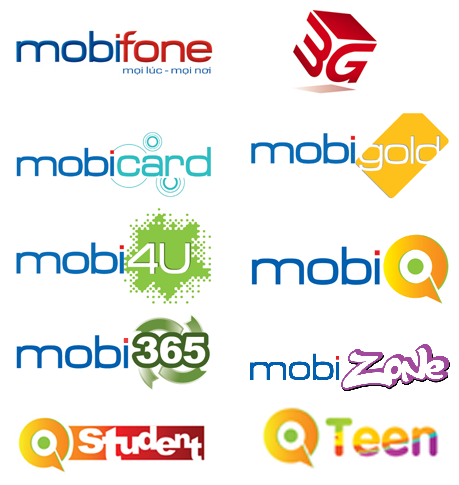 mobifone
mọi lúc - mọi nơi
3G
mobicard
mobigold
mobi4U
mobiQ
mobi365
mobiZone
Q Student
Q Teen